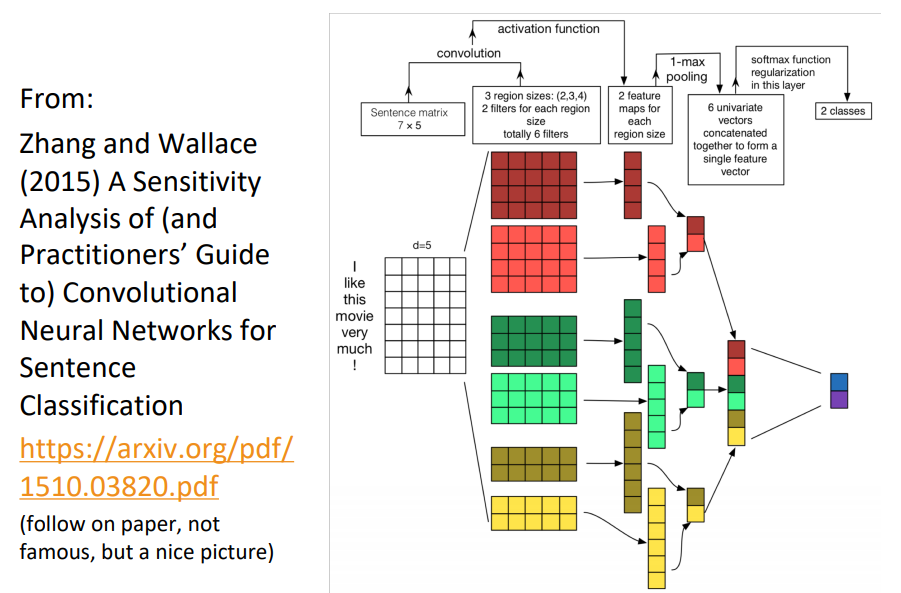 From:
Zhang and Wallace
(2015) A Sensitivity
Analysis of (and
Practitioners’ Guide
to) Convolutional
Neural Networks for
Sentence
Classification
https://arxiv.org/pdf/
1510.03820.pdf
(follow on paper, not
famous, but a nice picture)
activation function
convolution
1-max
pooling
softmax function
regularization
in this layer
Sentence matrix
7 × 5
3 region sizes: (2,3,4)
2 filters for each region
size
totally 6 filters
2 feature
maps for
each
region size
6 univariate
vectors
concatenated
together to form a
single feature
vector
2 classes
d=5
I
like
this
movie
very
much
!